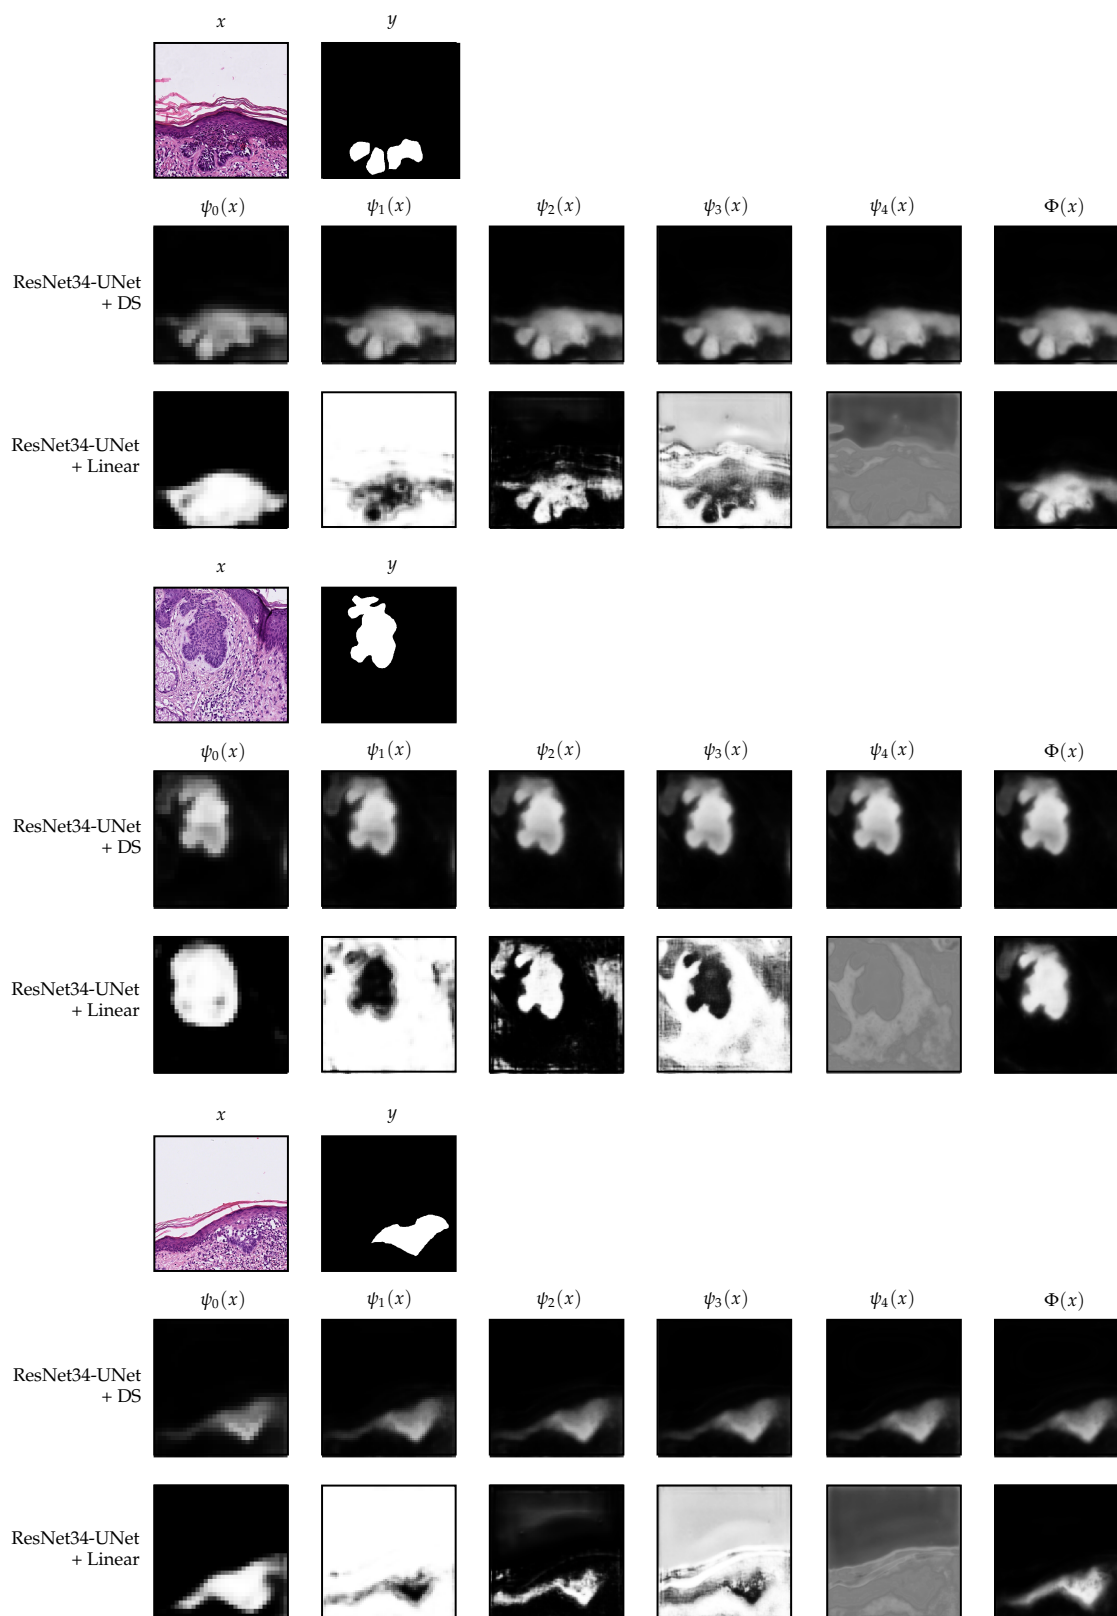 x y
ψ₀(x) ψ₁(x) ψ₂(x) ψ₃(x) ψ₄(x) Φ(x)
ResNet34-UNet
+ DS
ResNet34-UNet
+ Linear
x y
ψ₀(x) ψ₁(x) ψ₂(x) ψ₃(x) ψ₄(x) Φ(x)
ResNet34-UNet
+ DS
ResNet34-UNet
+ Linear
x y
ψ₀(x) ψ₁(x) ψ₂(x) ψ₃(x) ψ₄(x) Φ(x)
ResNet34-UNet
+ DS
ResNet34-UNet
+ Linear